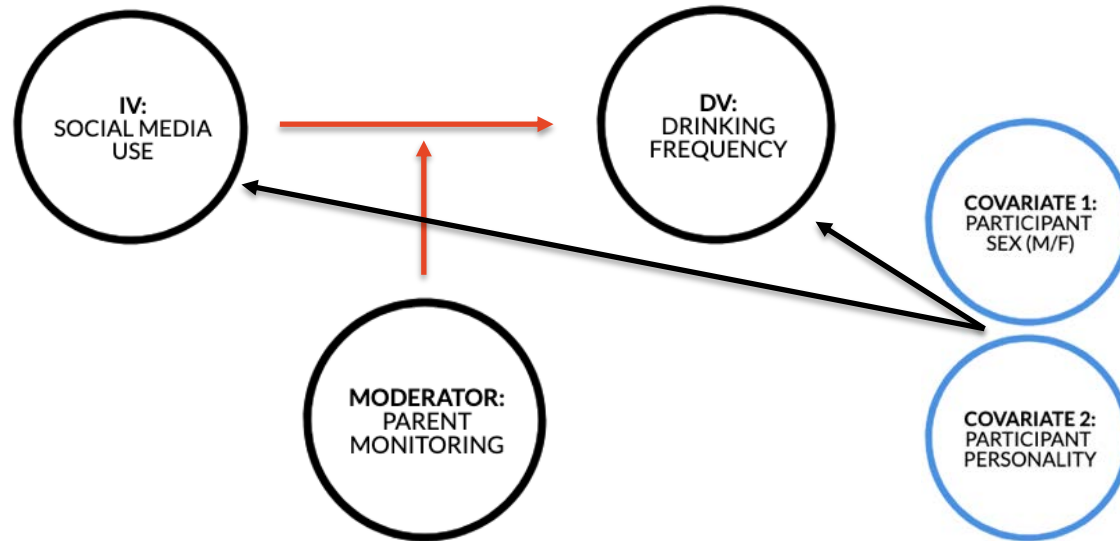 IV:
SOCIAL MEDIA
USE
DV:
DRINKING
FREQUENCY
COVARIATE 1:
PARTICIPANT
SEX (M/F)
MODERATOR:
PARENT
MONITORING
COVARIATE 2:
PARTICIPANT
PERSONALITY